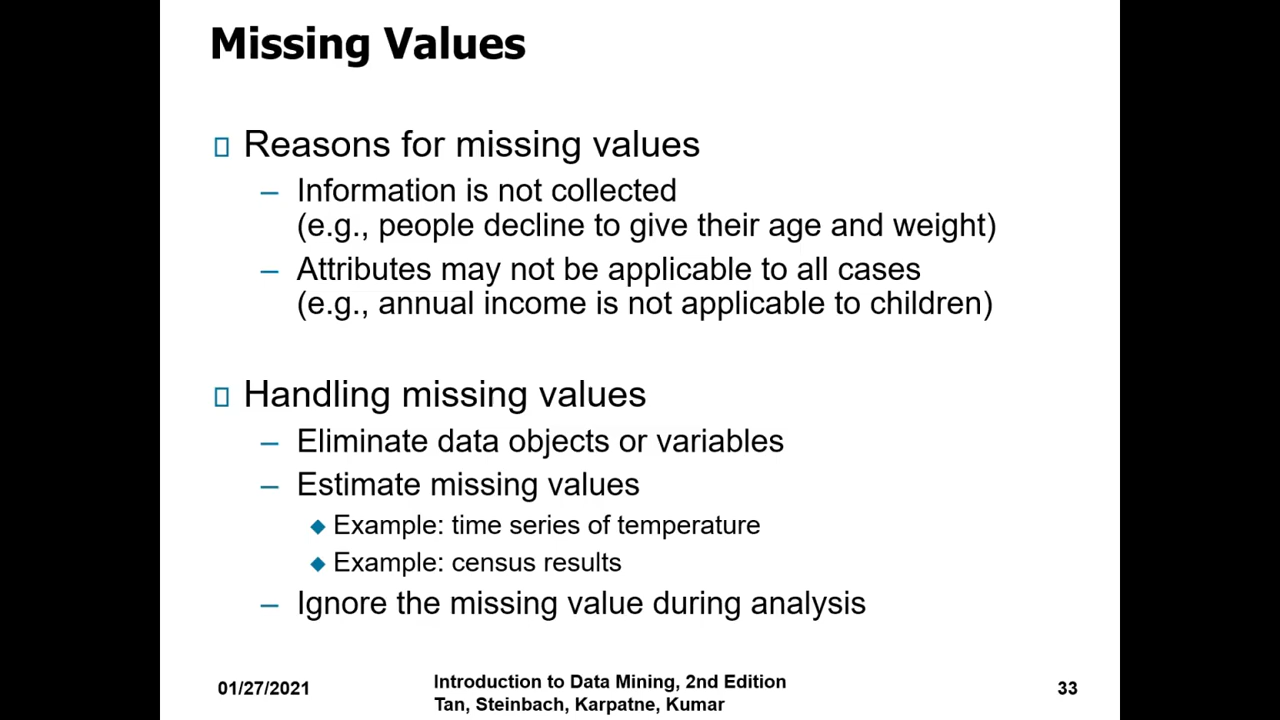 Missing Values
Reasons for missing values
– Information is not collected
(e.g., people decline to give their age and weight)
– Attributes may not be applicable to all cases
(e.g., annual income is not applicable to children)
Handling missing values
– Eliminate data objects or variables
– Estimate missing values
◆ Example: time series of temperature
◆ Example: census results
– Ignore the missing value during analysis
01/27/2021
Introduction to Data Mining, 2nd Edition
Tan, Steinbach, Karpatne, Kumar
33